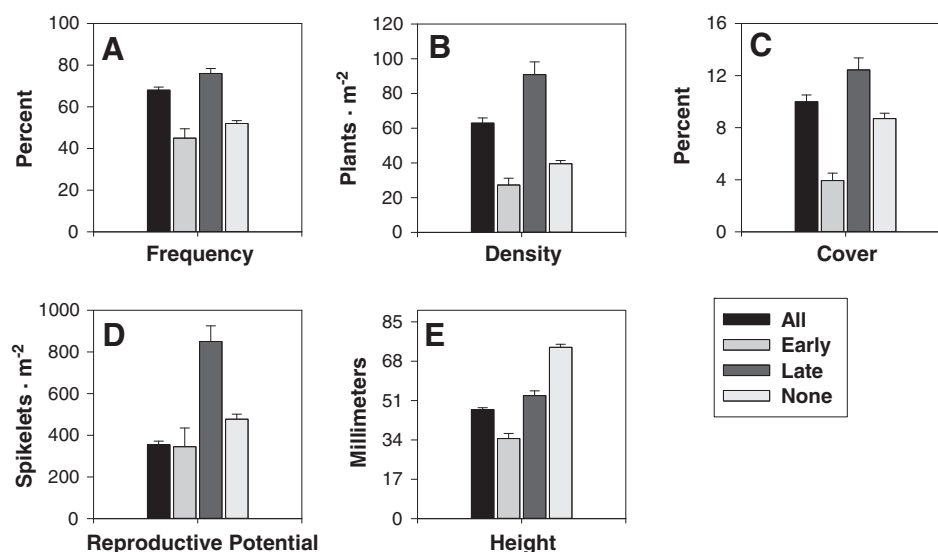 A
Percent
100
80
60
40
20
0
Frequency
B
Plants · m-2
120
100
80
60
40
20
0
Density
C
Percent
16
12
8
4
0
Cover
D
Spikelets · m-2
1000
800
600
400
200
0
Reproductive Potential
E
Millimeters
85
68
51
34
17
0
Height
All
Early
Late
None